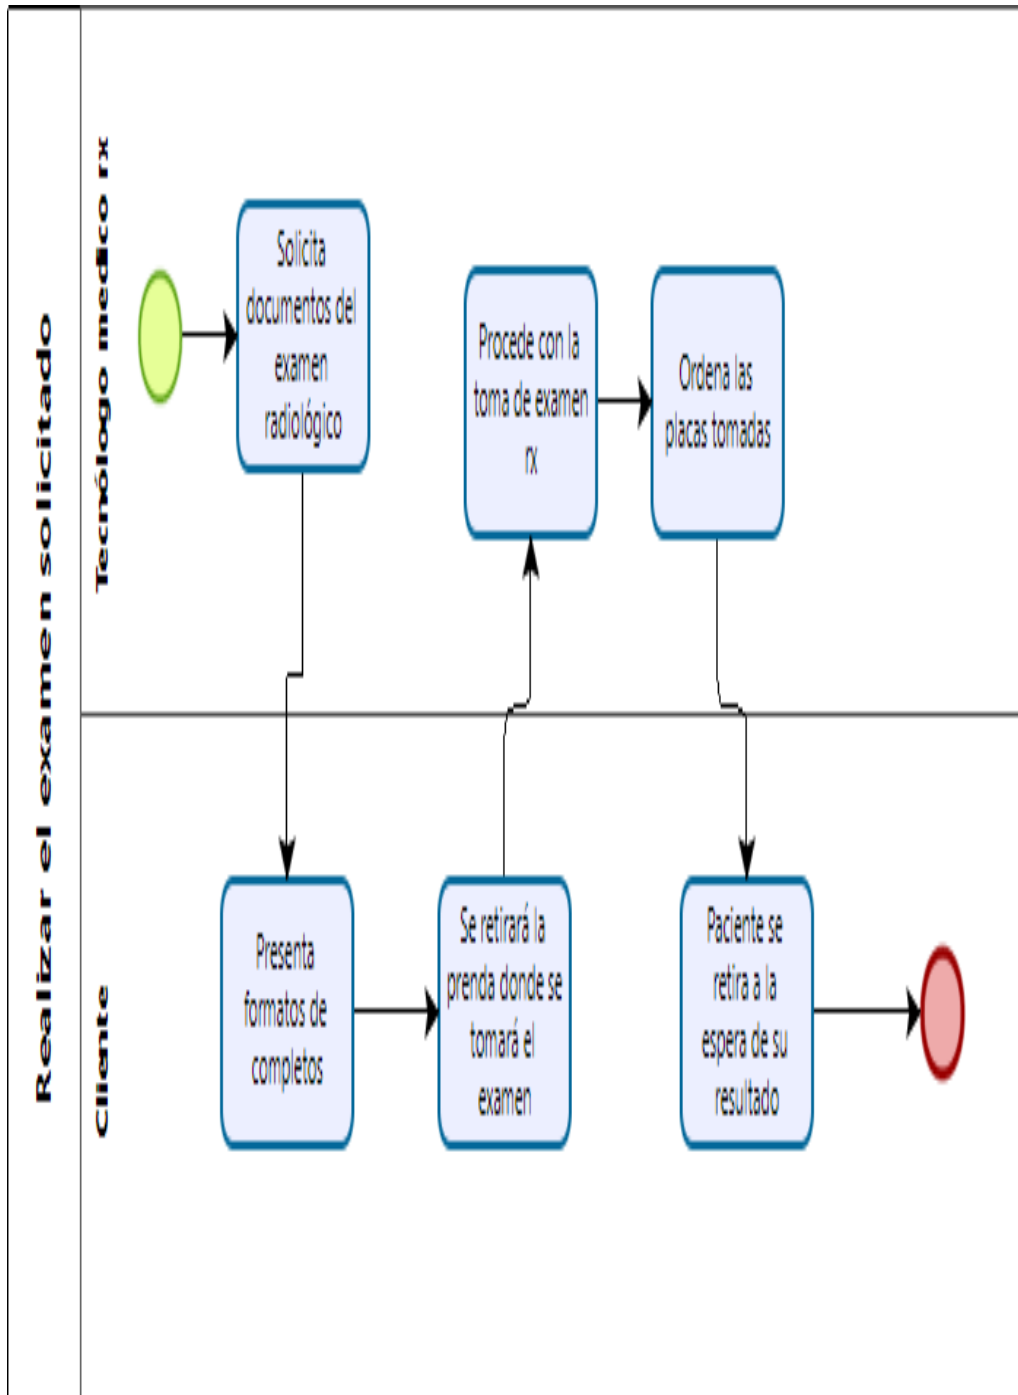 Realizar el examen solicitado
Tecnólogo medico rx
Solicita
documentos del
examen
radiológico
Procede con la
toma de examen
rx
Ordena las
placas tomadas
Cliente
Presenta
formatos de
completos
Se retirará la
prenda donde se
tomará el
examen
Paciente se
retira a la
espera de su
resultado